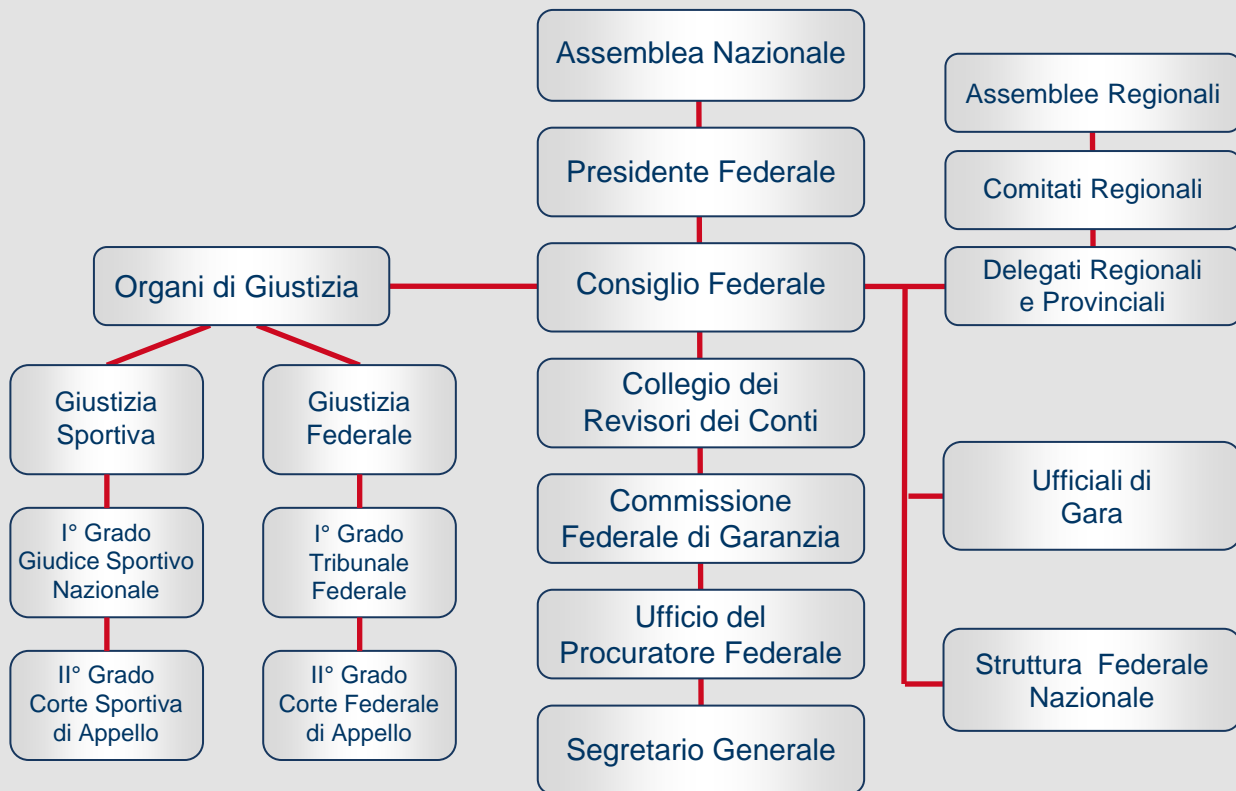 Assemblea Nazionale
Assemblee Regionali
Presidente Federale
Comitati Regionali
Organi di Giustizia
Consiglio Federale
Delegati Regionali
e Provinciali
Giustizia
Sportiva
Giustizia
Federale
Collegio dei
Revisori dei Conti
Ufficiali di
Gara
I° Grado
Giudice Sportivo
Nazionale
I° Grado
Tribunale
Federale
Commissione
Federale di Garanzia
Ufficio del
Procuratore Federale
Struttura Federale
Nazionale
II° Grado
Corte Sportiva
di Appello
II° Grado
Corte Federale
di Appello
Segretario Generale